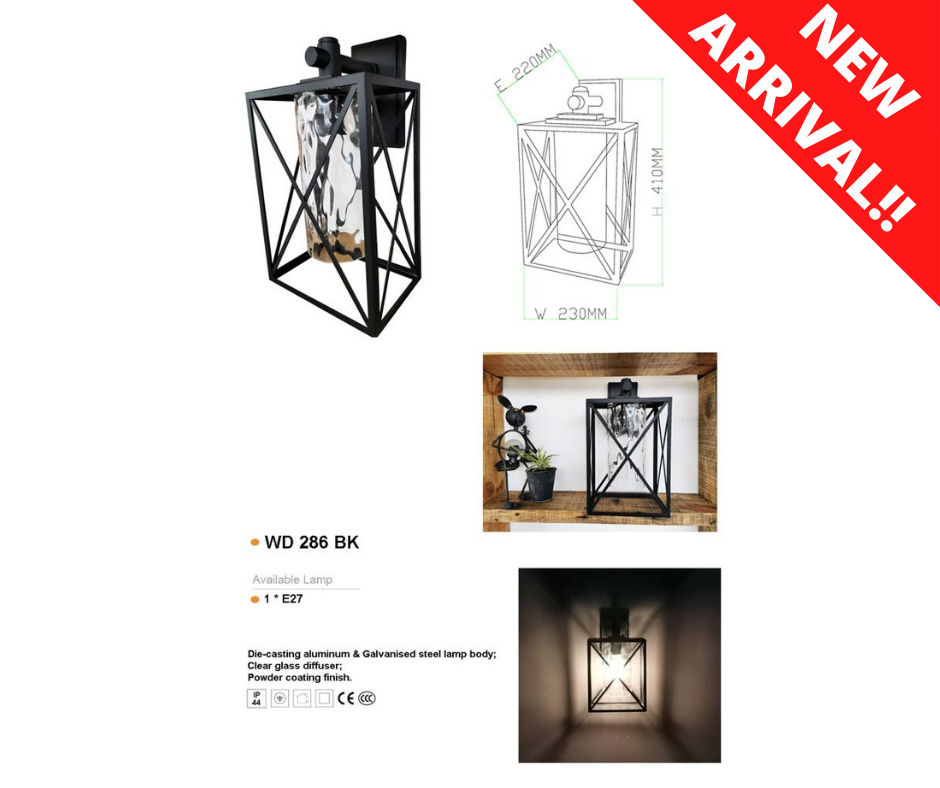 NEW
ARRIVAL!!
E 220MM
H 410MM
W 230MM
WD 286 BK
Available Lamp
1 * E27
Die-casting aluminum & Galvanised steel lamp body;
Clear glass diffuser;
Powder coating finish.
IP
44
CE CCC